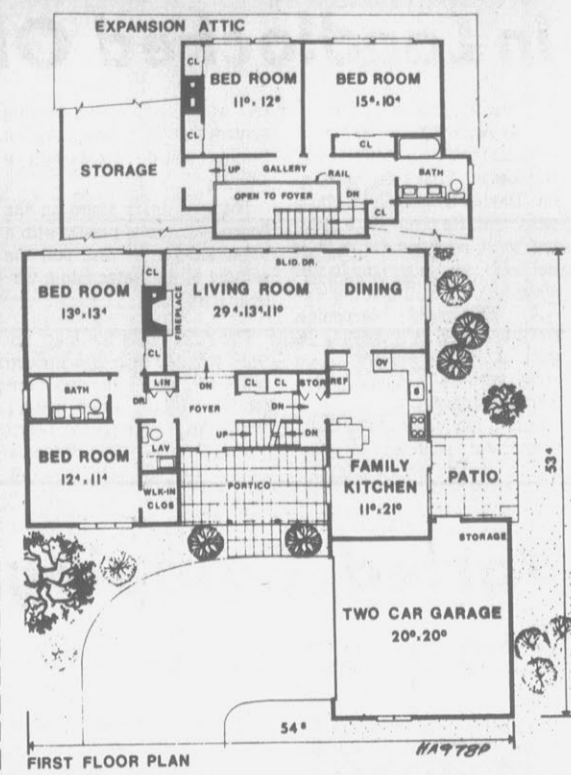 EXPANSION ATTIC
CL
BED ROOM
11⁰.12⁸
BED ROOM
15⁸.10⁴
CL
CL
STORAGE
UP
GALLERY
RAIL
BATH
OPEN TO FOYER
DN
CL
SLID. DR.
BED ROOM
13⁰.13⁴
CL
FIREPLACE
LIVING ROOM
29⁴.13⁴.11⁰
DINING
CL
BATH
LIN
DN
CL
CL
STOR
REF
OV
DR.
FOYER
DN
S
LAV
UP
DN
BED ROOM
12⁴.11⁴
WLK-IN
CLOS
PORTICO
FAMILY
KITCHEN
11⁰.21⁰
PATIO
53⁴
STORAGE
TWO CAR GARAGE
20⁰.20⁰
54⁸
HA978P
FIRST FLOOR PLAN